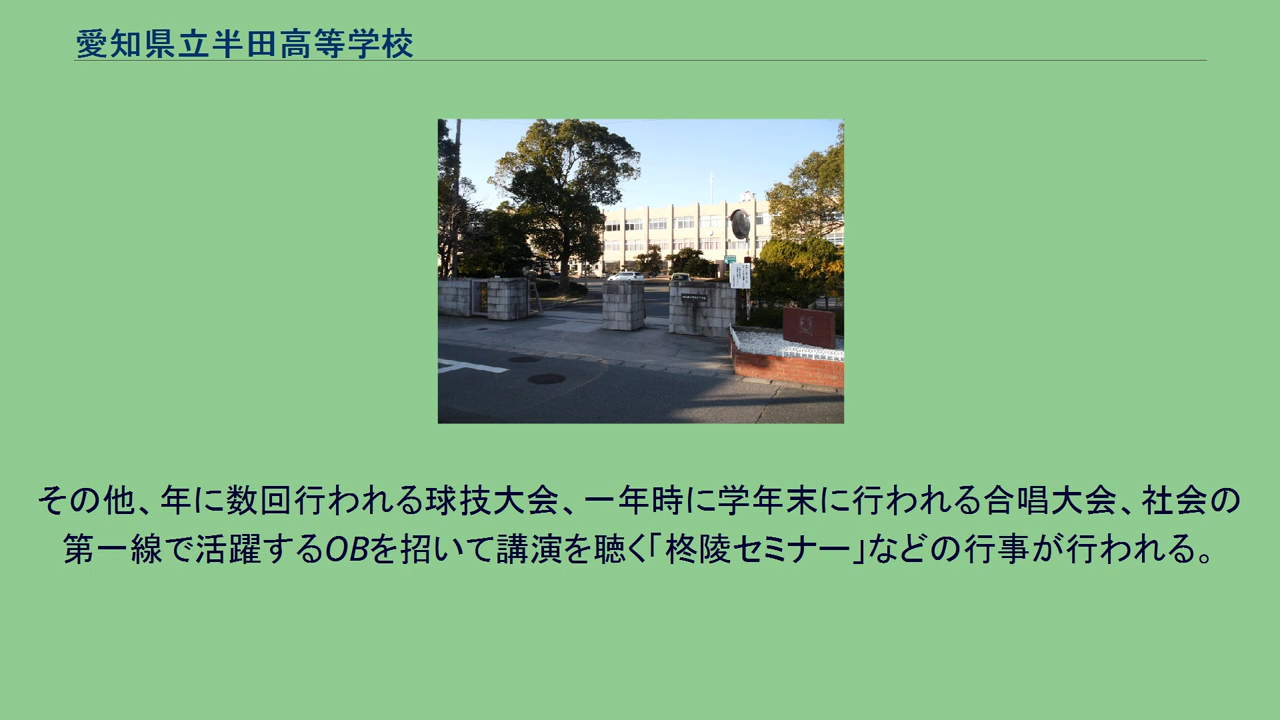 愛知県立半田高等学校
その他、年に数回行われる球技大会、一年時に学年末に行われる合唱大会、社会の
第一線で活躍するOBを招いて講演を聴く「柊陵セミナー」などの行事が行われる。